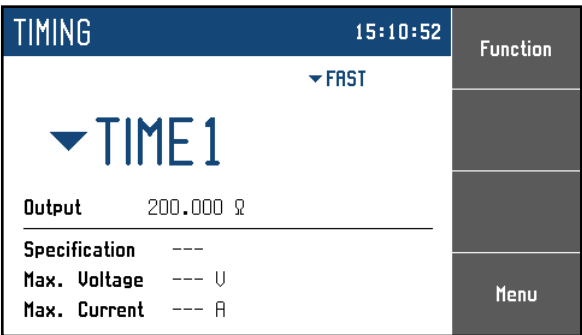 TIMING 15:10:52
Function
FAST
TIME1
Output 200.000 Ω
Specification ---
Max. Voltage --- V
Max. Current --- A
Menu